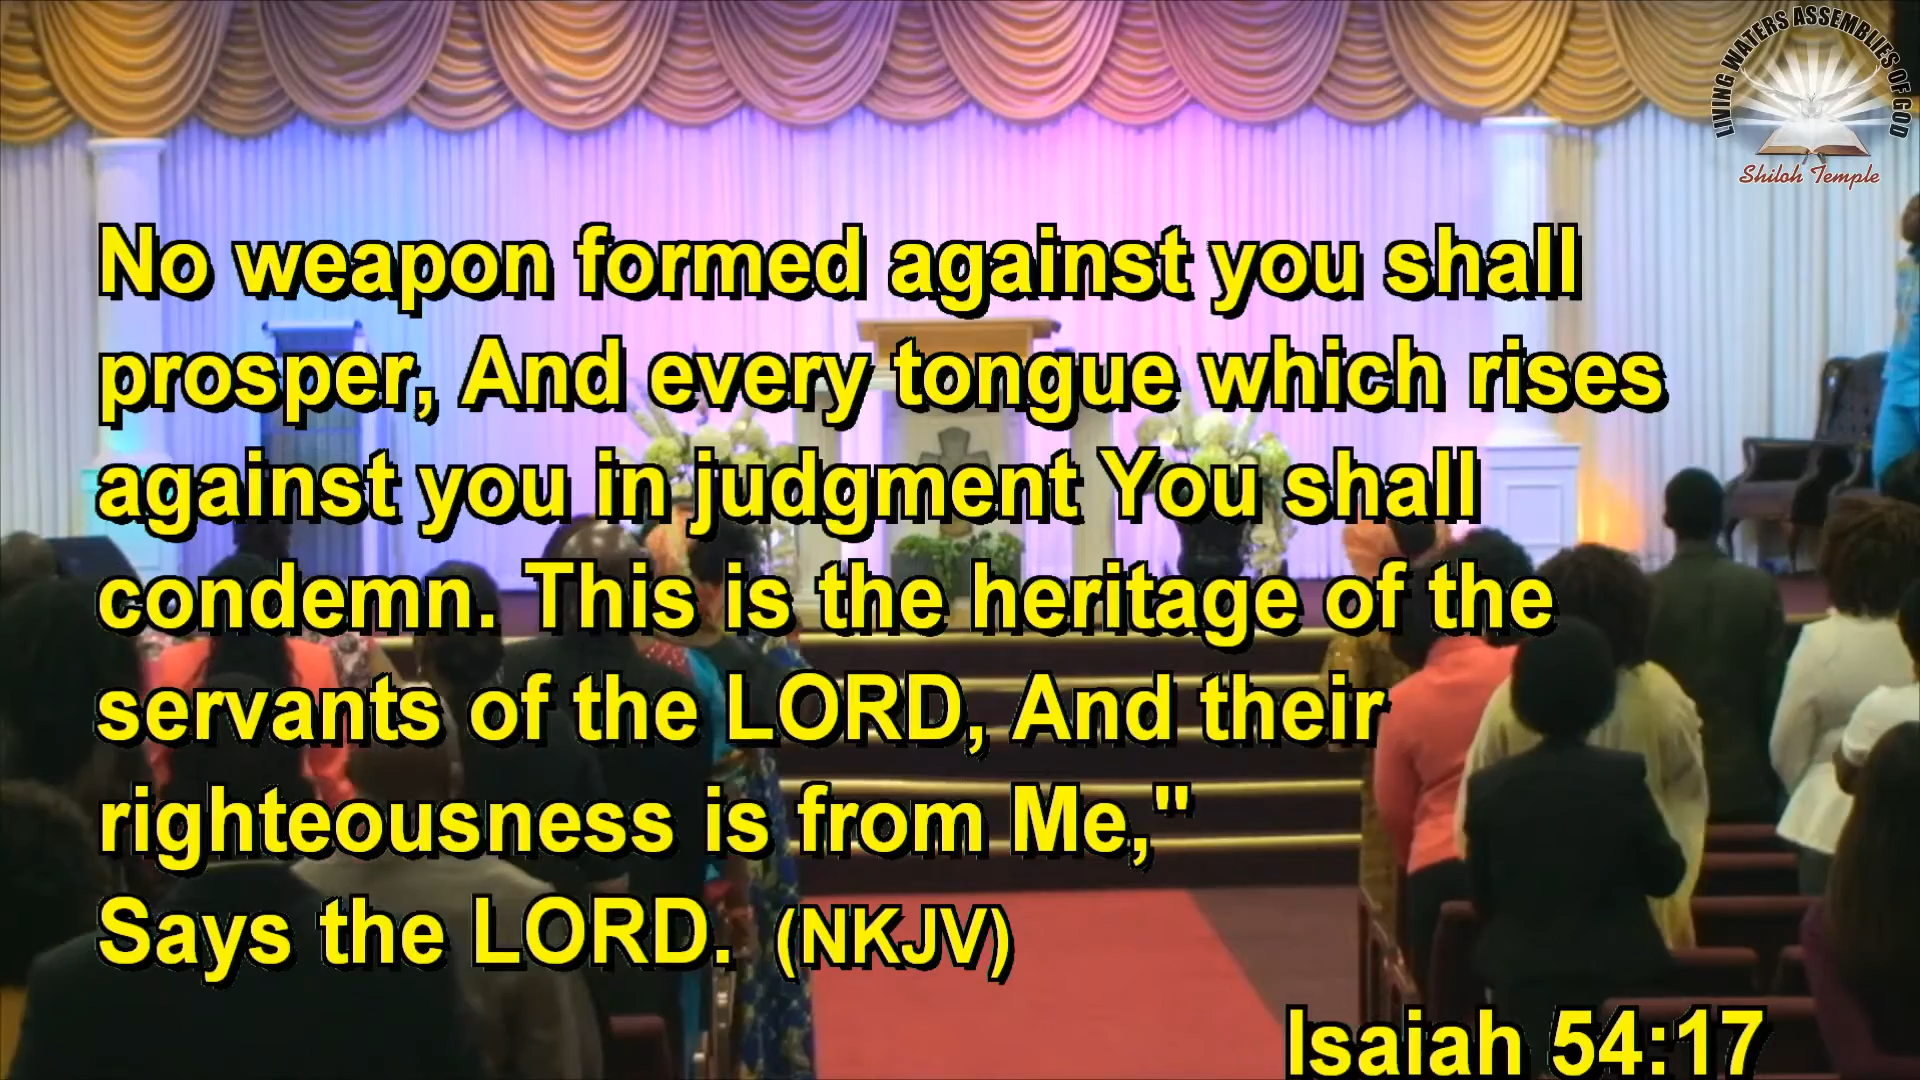 LIVING WATERS ASSEMBLIES OF GOD
Shiloh Temple
No weapon formed against you shall
prosper, And every tongue which rises
against you in judgment You shall
condemn. This is the heritage of the
servants of the LORD, And their
righteousness is from Me,"
Says the LORD. (NKJV)
Isaiah 54:17